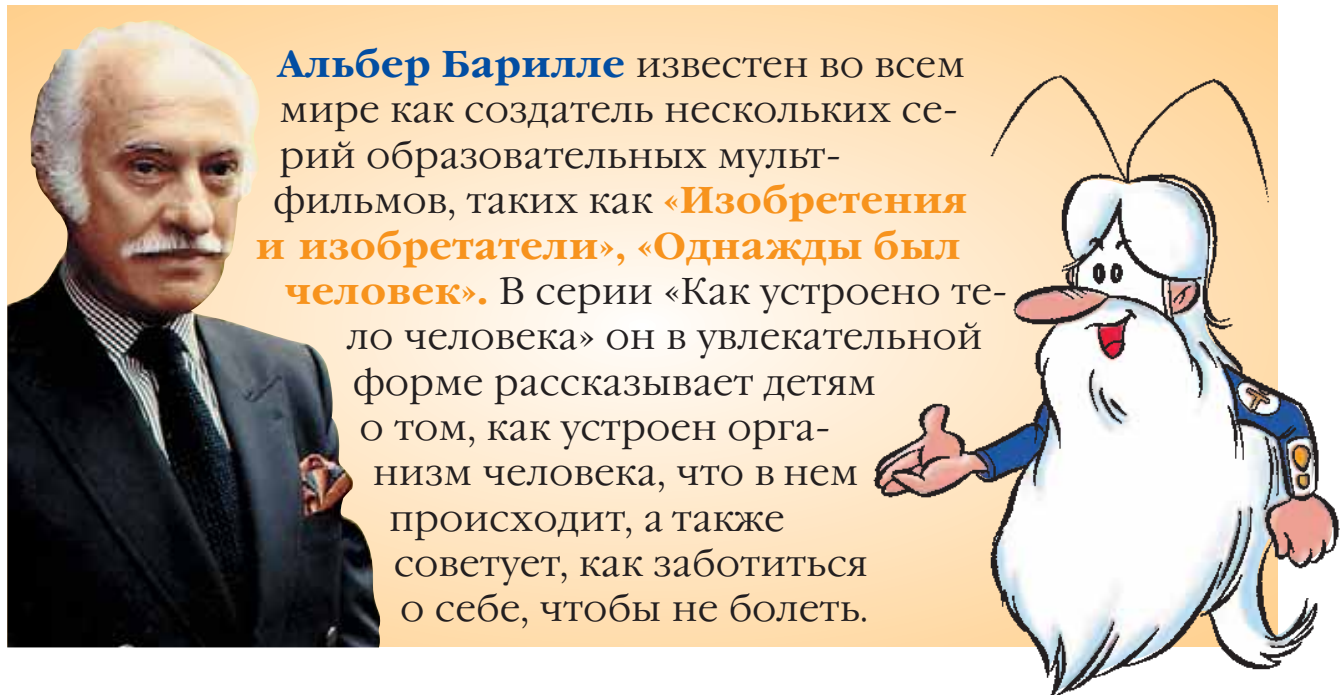 Альбер Барилле известен во всем
мире как создатель нескольких се-
рий образовательных мульт-
фильмов, таких как «Изобретения
и изобретатели», «Однажды был
человек». В серии «Как устроено те-
ло человека» он в увлекательной
форме рассказывает детям
о том, как устроен орга-
низм человека, что в нем
происходит, а также
советует, как заботиться
о себе, чтобы не болеть.